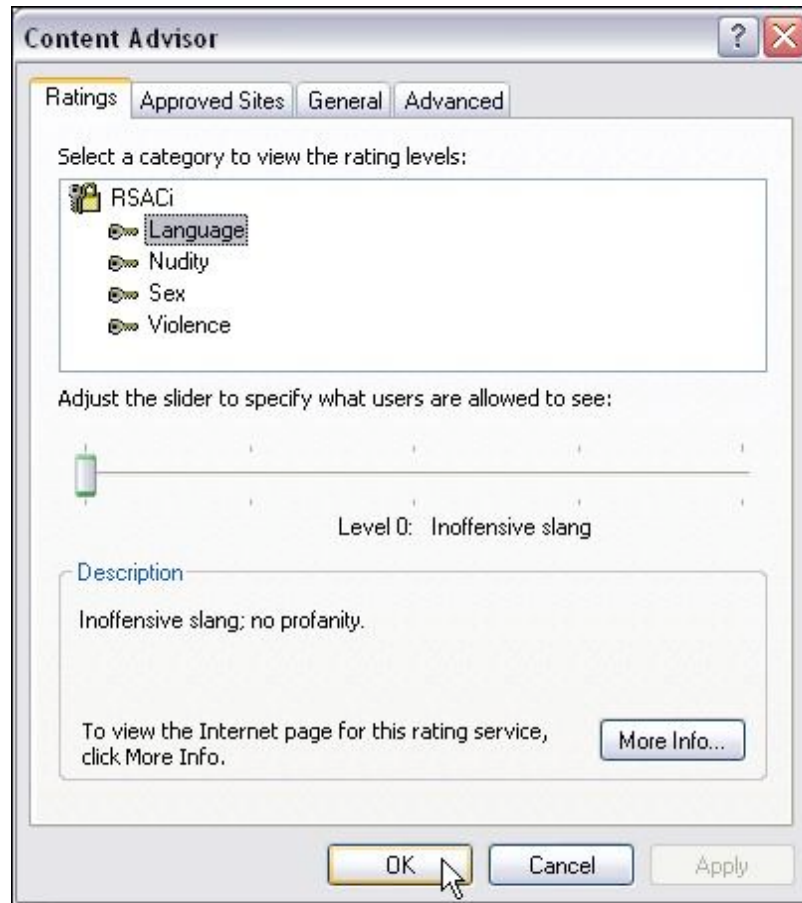 Content Advisor
?
Ratings Approved Sites General Advanced
Select a category to view the rating levels:
RSACi
Language
Nudity
Sex
Violence
Adjust the slider to specify what users are allowed to see:
Level 0: Inoffensive slang
Description
Inoffensive slang; no profanity.
To view the Internet page for this rating service,
click More Info.
More Info...
OK Cancel Apply